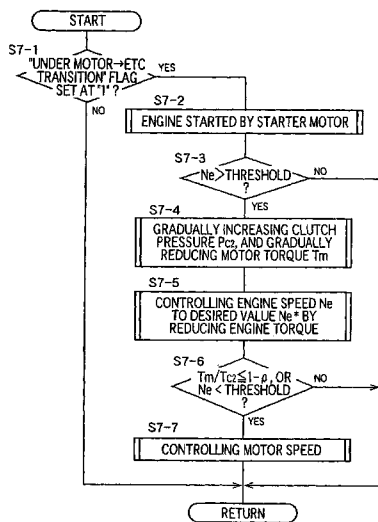 START
S7-1
"UNDER MOTOR→ETC
TRANSITION" FLAG
SET AT "1" ?
YES
NO
S7-2
ENGINE STARTED BY STARTER MOTOR
S7-3
Ne>THRESHOLD
?
NO
YES
S7-4
GRADUALLY INCREASING CLUTCH
PRESSURE PC2, AND GRADUALLY
REDUCING MOTOR TORQUE Tm
S7-5
CONTROLLING ENGINE SPEED Ne
TO DESIRED VALUE Ne* BY
REDUCING ENGINE TORQUE
S7-6
Tm/TC2≦1-ρ, OR
Ne < THRESHOLD
?
NO
YES
S7-7
CONTROLLING MOTOR SPEED
RETURN